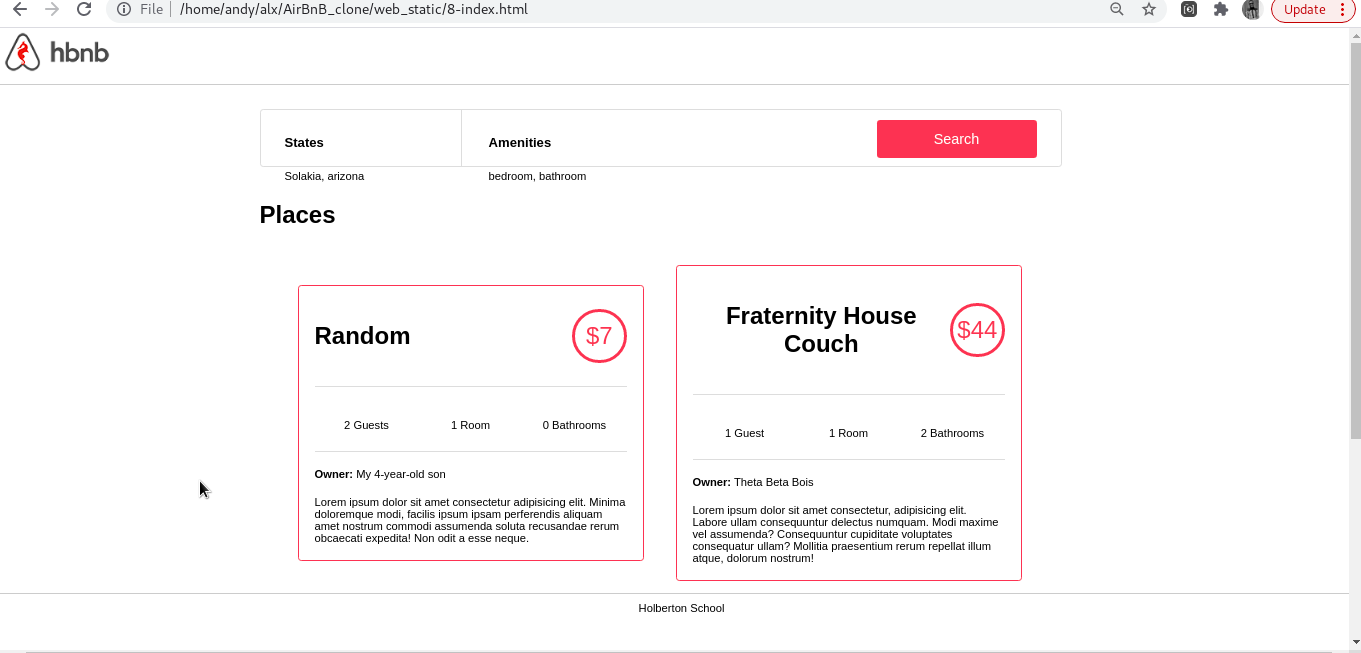 File
/home/andy/alx/AirBnB_clone/web_static/8-index.html
Update
hbnb
States
Amenities
Search
Solakia, arizona
bedroom, bathroom
Places
Random
$7
2 Guests
1 Room
0 Bathrooms
Owner: My 4-year-old son
Lorem ipsum dolor sit amet consectetur adipisicing elit. Minima
doloremque modi, facilis ipsum ipsam perferendis aliquam
amet nostrum commodi assumenda soluta recusandae rerum
obcaecati expedita! Non odit a esse neque.
Fraternity House
Couch
$44
1 Guest
1 Room
2 Bathrooms
Owner: Theta Beta Bois
Lorem ipsum dolor sit amet consectetur, adipisicing elit.
Labore ullam consequuntur delectus numquam. Modi maxime
vel assumenda? Consequuntur cupiditate voluptates
consequatur ullam? Mollitia praesentium rerum repellat illum
atque, dolorum nostrum!
Holberton School